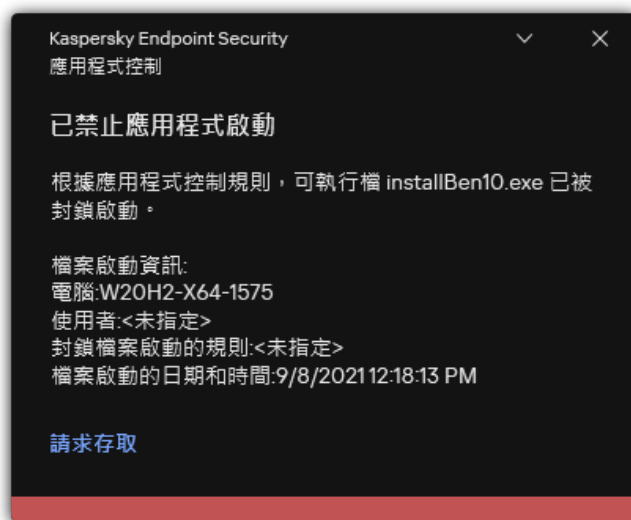 Kaspersky Endpoint Security
應用程式控制
已禁止應用程式啟動
根據應用程式控制規則，可執行檔 installBen10.exe 已被
封鎖啟動。
檔案啟動資訊:
電腦:W20H2-X64-1575
使用者:<未指定>
封鎖檔案啟動的規則:<未指定>
檔案啟動的日期和時間:9/8/2021 12:18:13 PM
請求存取